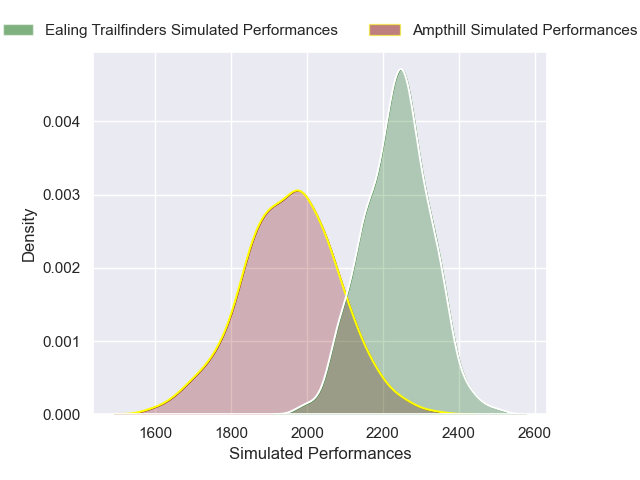 Ealing Trailfinders Simulated Performances Ampthill Simulated Performances
0.004
0.003
0.002
0.001
0.000
Density
1600 1800 2000 2200 2400 2600
Simulated Performances